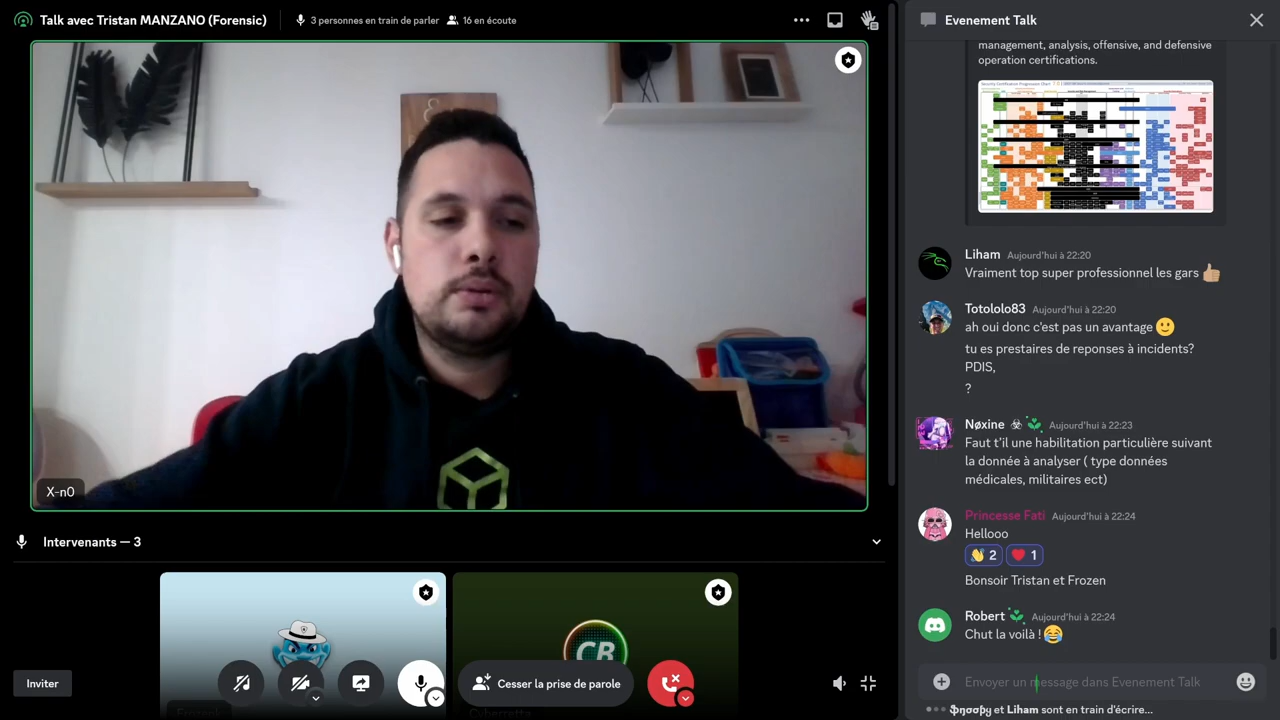 Talk avec Tristan MANZANO (Forensic)
3 personnes en train de parler
16 en écoute
X-n0
Intervenants — 3
CB
Inviter
Cesser la prise de parole
Evenement Talk
management, analysis, offensive, and defensive
operation certifications.
Liham Aujourd'hui à 22:20
Vraiment top super professionnel les gars 👍🏼
Totololo83 Aujourd'hui à 22:20
ah oui donc c'est pas un avantage 🙂
tu es prestaires de reponses à incidents?
PDIS,
?
Nøxine ☣ Aujourd'hui à 22:23
Faut t'il une habilitation particulière suivant
la donnée à analyser ( type données
médicales, militaires ect)
Princesse Fati Aujourd'hui à 22:24
Hellooo
👋 2 ❤️ 1
Bonsoir Tristan et Frozen
Robert Aujourd'hui à 22:24
Chut la voilà ! 😂
Envoyer un message dans Evenement Talk
et Liham sont en train d'écrire...